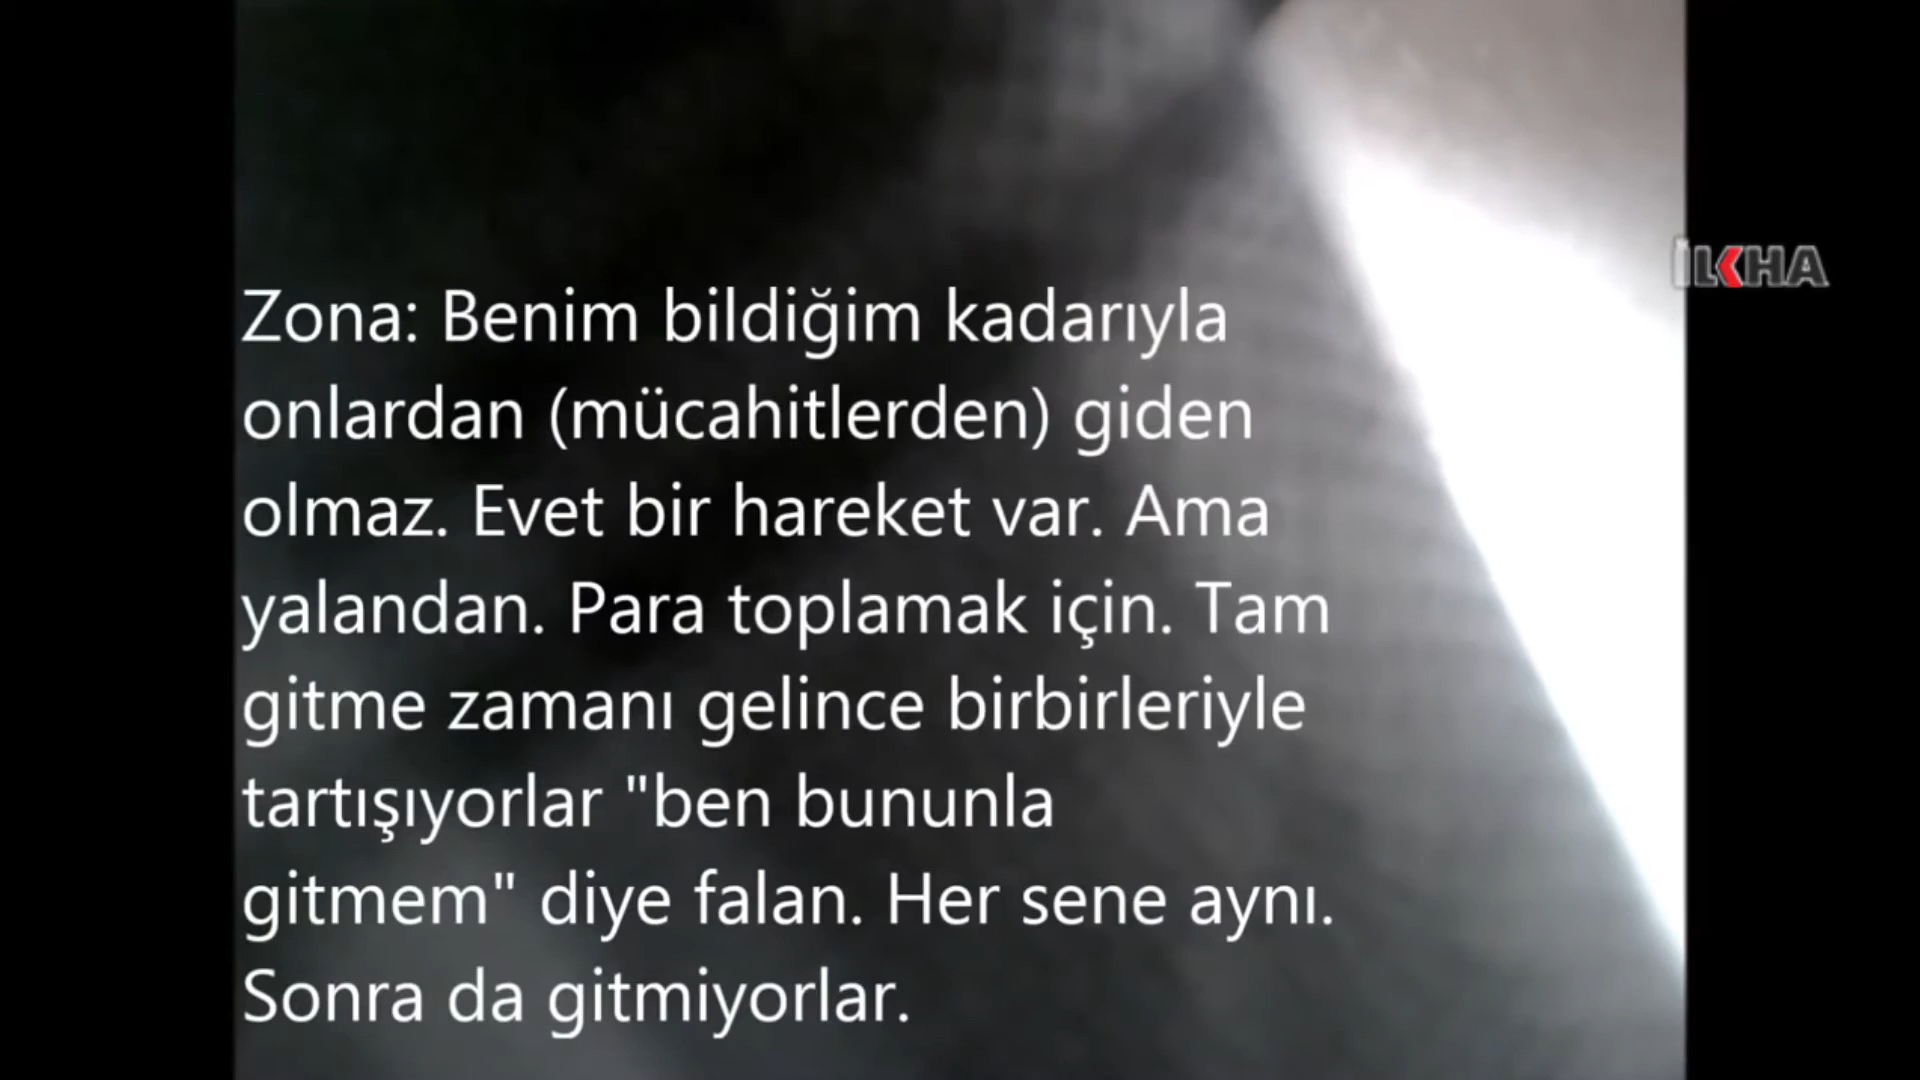 İLKHA
Zona: Benim bildiğim kadarıyla
onlardan (mücahitlerden) giden
olmaz. Evet bir hareket var. Ama
yalandan. Para toplamak için. Tam
gitme zamanı gelince birbirleriyle
tartışıyorlar "ben bununla
gitmem" diye falan. Her sene aynı.
Sonra da gitmiyorlar.